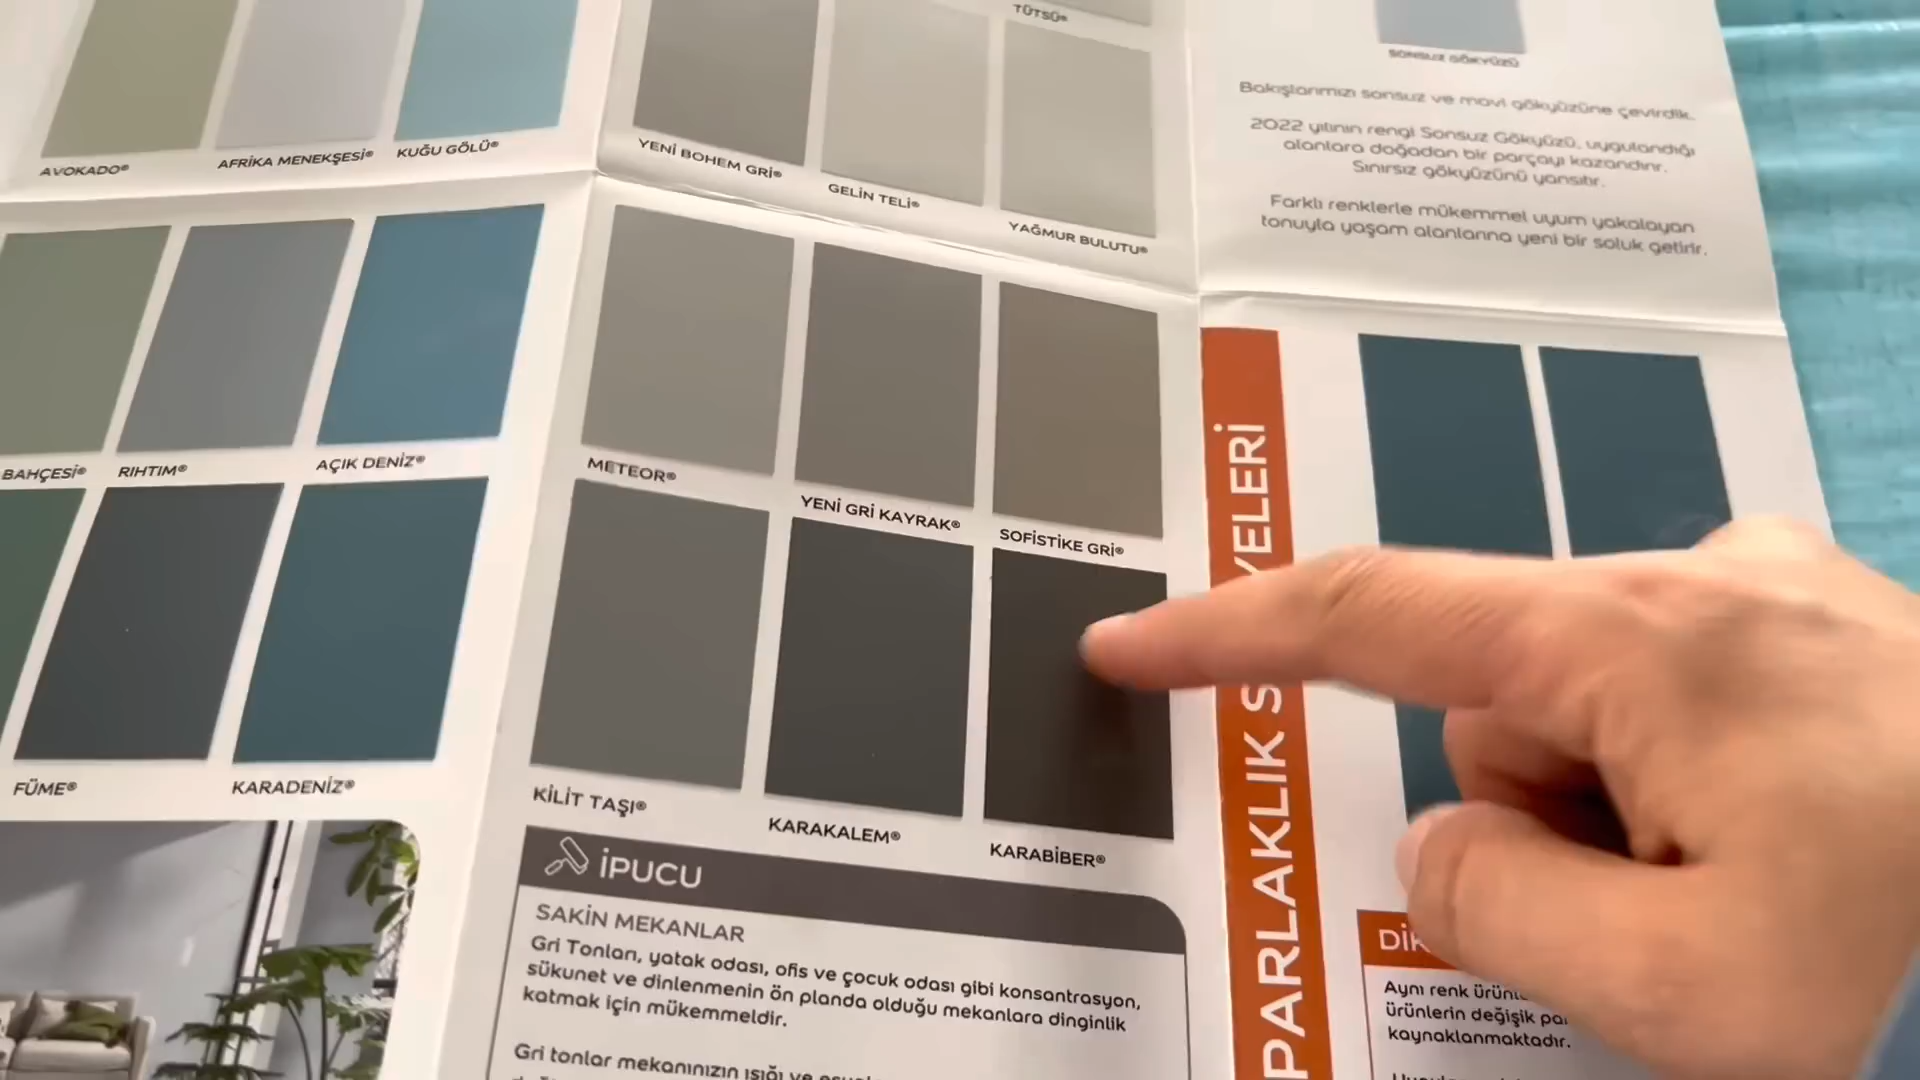 TÜTSÜ®
SONSUZ GÖKYÜZÜ
AVOKADO®
AFRİKA MENEKŞESİ®
KUĞU GÖLÜ®
YENİ BOHEM GRİ®
GELİN TELİ®
YAĞMUR BULUTU®
Bakışlarımızı sonsuz ve mavi gökyüzüne çevirdik.
2022 yılının rengi Sonsuz Gökyüzü, uygulandığı
alanlara doğadan bir parçayı kazandırır.
Sınırsız gökyüzünü yansıtır.
Farklı renklerle mükemmel uyum yakalayan
tonuyla yaşam alanlarına yeni bir soluk getirir.
BAHÇESİ®
RIHTIM®
AÇIK DENİZ®
METEOR®
YENİ GRİ KAYRAK®
SOFİSTİKE GRİ®
FÜME®
KARADENİZ®
KİLİT TAŞI®
KARAKALEM®
KARABİBER®
PARLAKLIK S YELERİ
İPUCU
SAKİN MEKANLAR
Gri Tonları, yatak odası, ofis ve çocuk odası gibi konsantrasyon,
sükunet ve dinlenmenin ön planda olduğu mekanlara dinginlik
katmak için mükemmeldir.
Gri tonlar mekanınızın ışığı ve
DİK
Aynı renk ürünl
ürünlerin değişik pa
kaynaklanmaktadır.